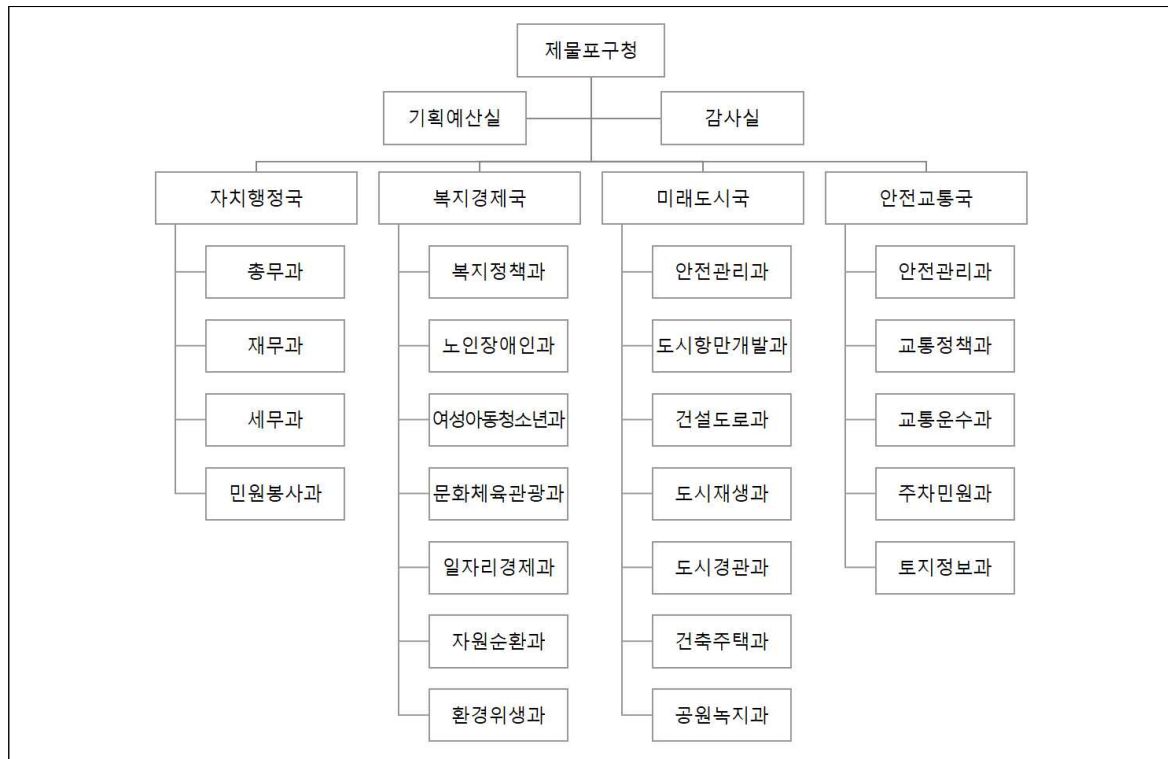 제물포구청
기획예산실
감사실
자치행정국
복지경제국
미래도시국
안전교통국
총무과
복지정책과
안전관리과
안전관리과
재무과
노인장애인과
도시항만개발과
교통정책과
세무과
여성아동청소년과
건설도로과
교통운수과
민원봉사과
문화체육관광과
도시재생과
주차민원과
일자리경제과
도시경관과
토지정보과
자원순환과
건축주택과
환경위생과
공원녹지과